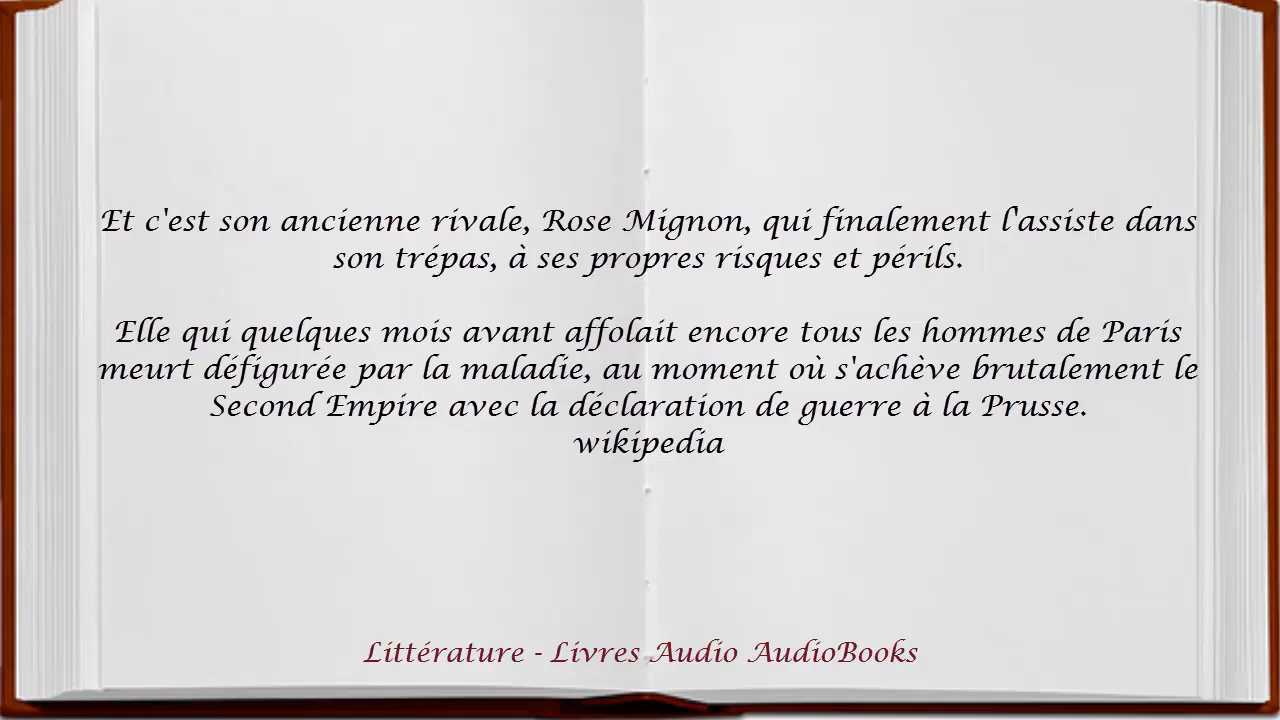 Et c'est son ancienne rivale, Rose Mignon, qui finalement l'assiste dans
son trépas, à ses propres risques et périls.
Elle qui quelques mois avant affolait encore tous les hommes de Paris
meurt défigurée par la maladie, au moment où s'achève brutalement le
Second Empire avec la déclaration de guerre à la Prusse.
wikipedia
Littérature - Livres Audio AudioBooks